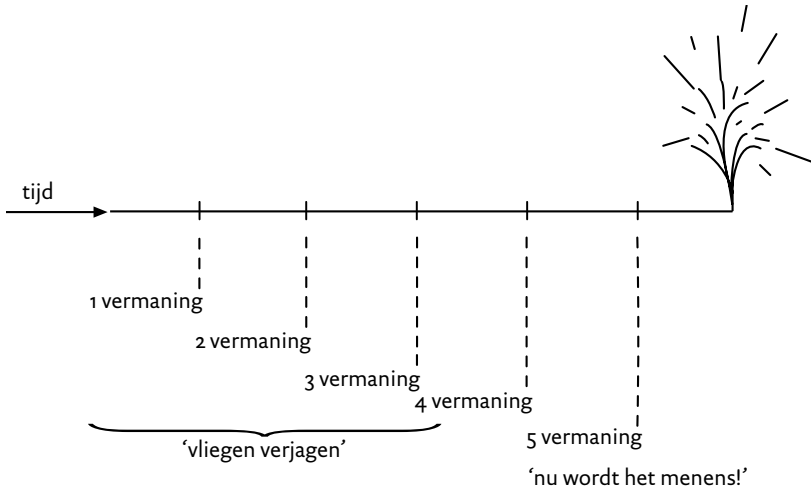 tijd
1 vermaning
2 vermaning
3 vermaning
4 vermaning
5 vermaning
‘vliegen verjagen’
‘nu wordt het menens!’